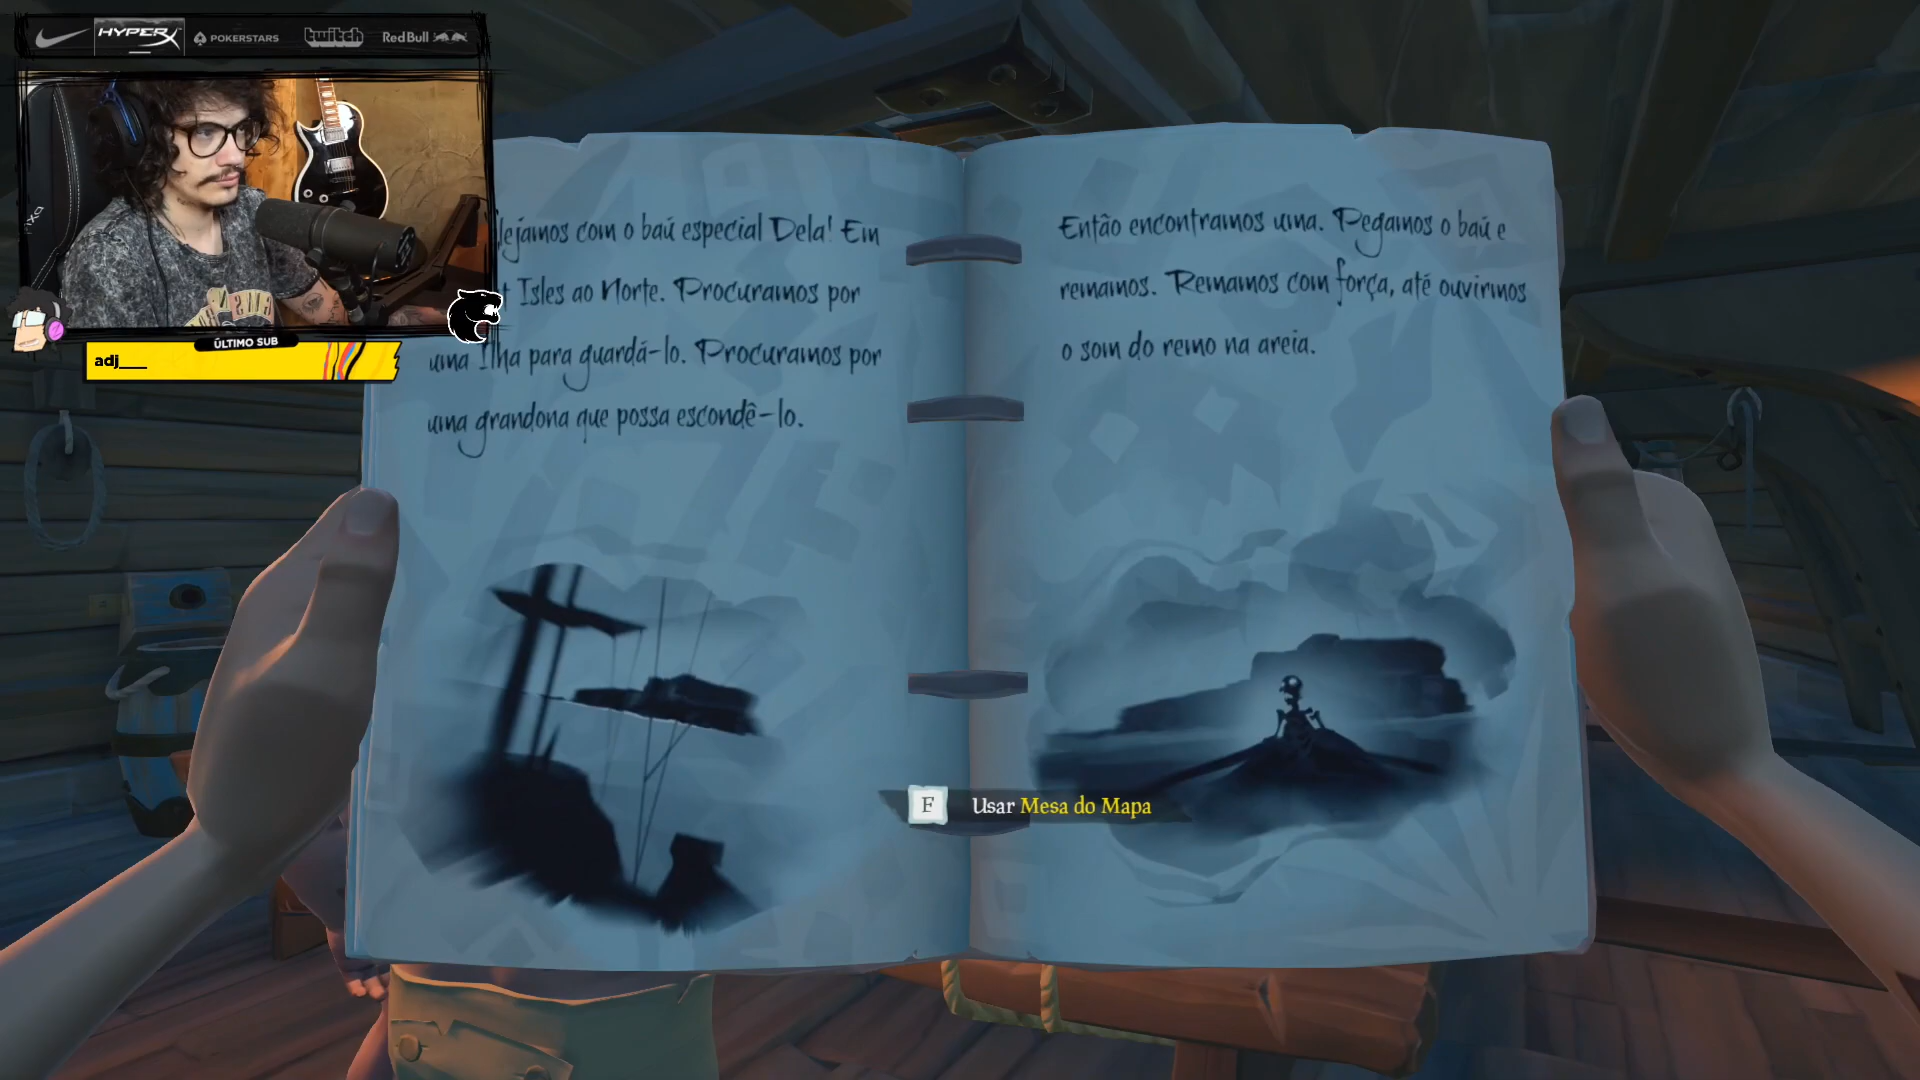 HYPERX
POKERSTARS
twitch
Red Bull
com o baú especial Dela! Em
Isles ao Norte. Procuramos por
uma Ilha para guardá-lo. Procuramos por
uma grandona que possa escondê-lo.
Então encontramos uma. Pegamos o baú e
remamos. Remamos com força, até ouvirmos
o som do remo na areia.
ÚLTIMO SUB
adj___
F Usar Mesa do Mapa